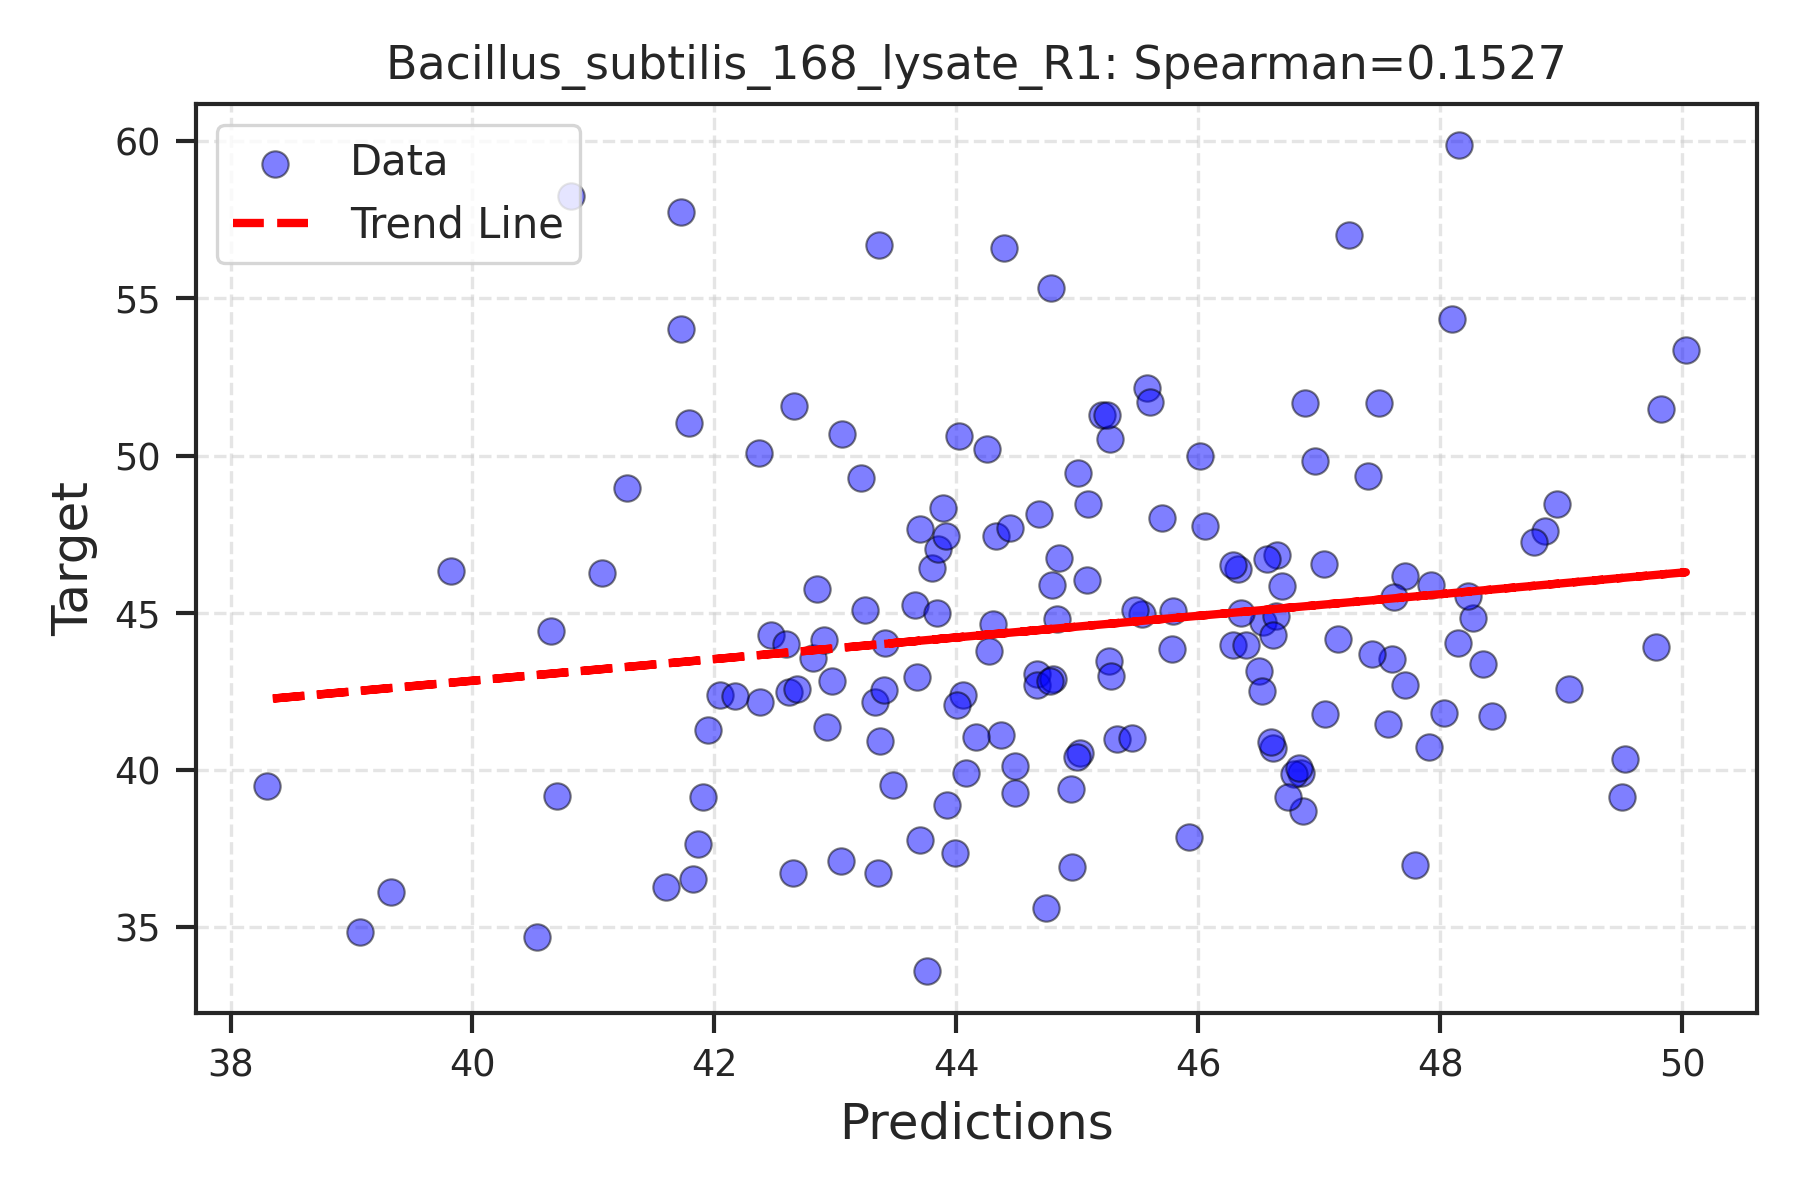 Bacillus_subtilis_168_lysate_R1: Spearman=0.1527
Data
Trend Line
60
55
50
45
40
35
Target
38 40 42 44 46 48 50
Predictions